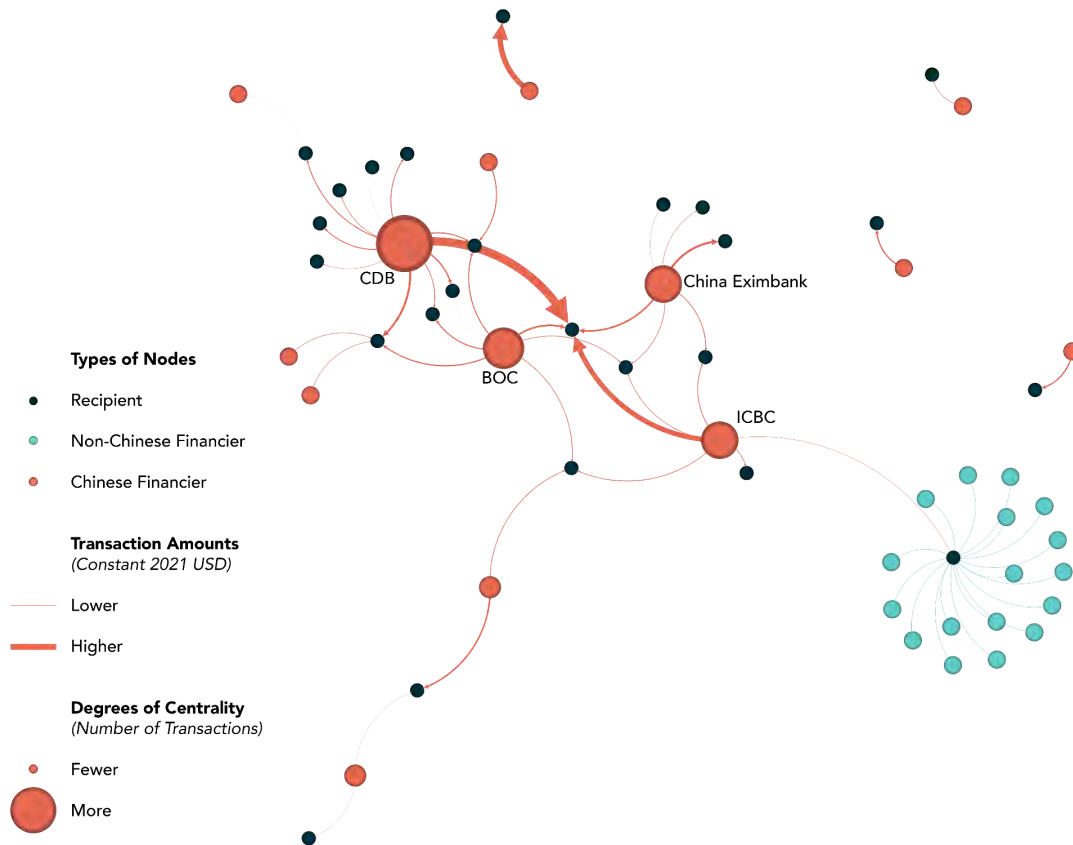 CDB
China Eximbank
BOC
ICBC
Types of Nodes
Recipient
Non-Chinese Financier
Chinese Financier
Transaction Amounts
(Constant 2021 USD)
Lower
Higher
Degrees of Centrality
(Number of Transactions)
Fewer
More